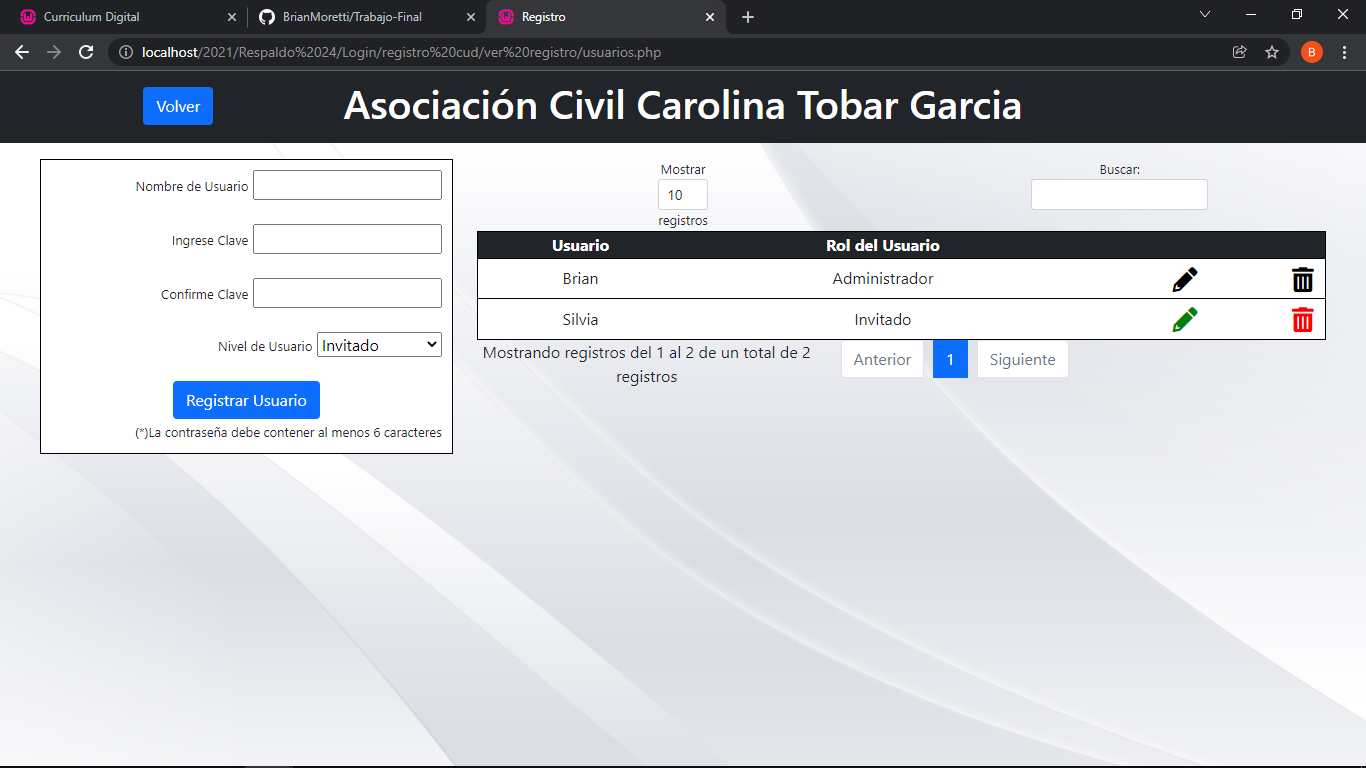 Curriculum Digital
BrianMoretti/Trabajo-Final
Registro
localhost/2021/Respaldo%2024/Login/registro%20cud/ver%20registro/usuarios.php
B
Volver
Asociación Civil Carolina Tobar Garcia
Nombre de Usuario
Ingrese Clave
Confirme Clave
Nivel de Usuario Invitado
Registrar Usuario
(*)La contraseña debe contener al menos 6 caracteres
Mostrar
10
registros
Buscar:
Usuario Rol del Usuario
Brian Administrador
Silvia Invitado
Mostrando registros del 1 al 2 de un total de 2
registros
Anterior 1 Siguiente